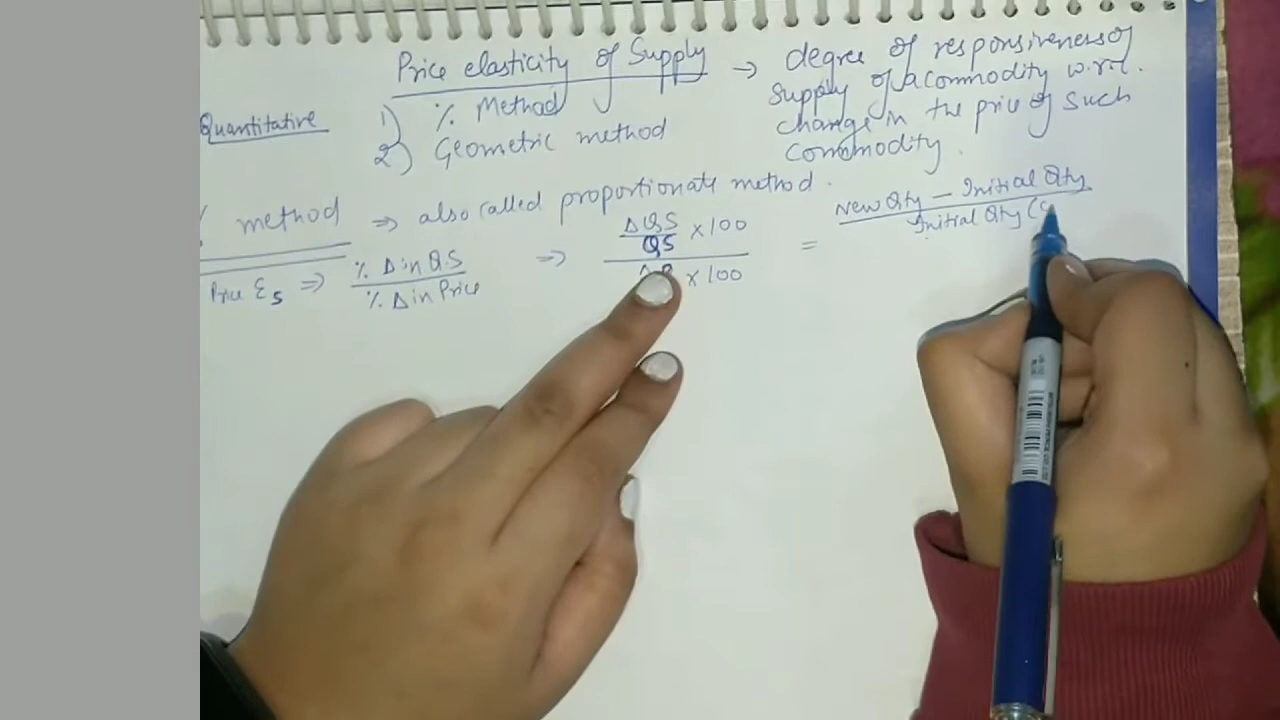 Price elasticity of Supply → degree of responsiveness of
supply of a commodity w.r.t.
change in the price of such
commodity.
Quantitative
1) % Method
2) Geometric method
% method ⇒ also called proportionate method.
Price Es ⇒ % Δ in QS / % Δ in Price ⇒ ΔQS/QS x 100 / x 100 = New Qty — Initial Qty / Initial Qty (